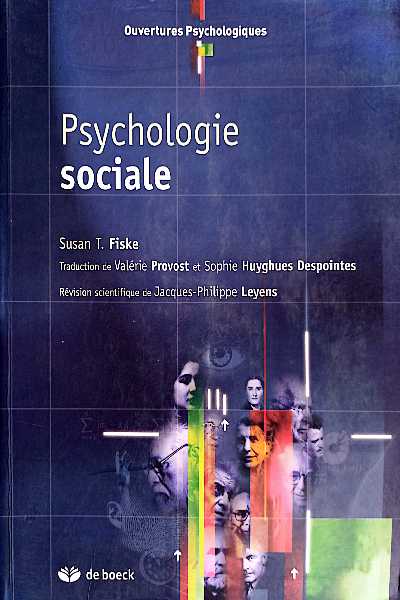 Ouvertures Psychologiques
Psychologie
sociale
Susan T. Fiske
Traduction de Valérie Provost et Sophie Huyghues Despointes
Révision scientifique de Jacques-Philippe Leyens
de boeck